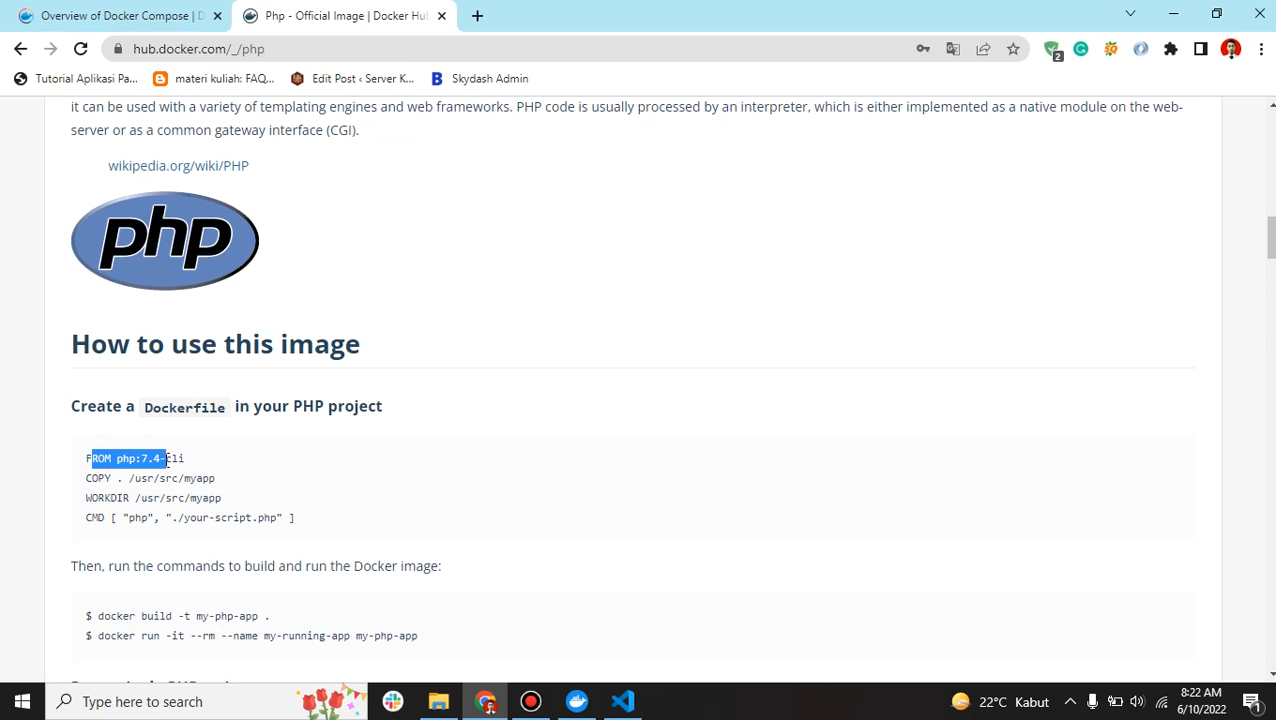 Overview of Docker Compose | D
Php - Official Image | Docker Hu
hub.docker.com/_/php
2
Tutorial Aplikasi Pa...
materi kuliah: FAQ...
Edit Post ‹ Server K...
B Skydash Admin
it can be used with a variety of templating engines and web frameworks. PHP code is usually processed by an interpreter, which is either implemented as a native module on the web-
server or as a common gateway interface (CGI).
wikipedia.org/wiki/PHP
php
How to use this image
Create a Dockerfile in your PHP project
FROM php:7.4-cli
COPY . /usr/src/myapp
WORKDIR /usr/src/myapp
CMD [ "php", "./your-script.php" ]
Then, run the commands to build and run the Docker image:
$ docker build -t my-php-app .
$ docker run -it --rm --name my-running-app my-php-app
Type here to search
22°C Kabut
8:22 AM
6/10/2022
1